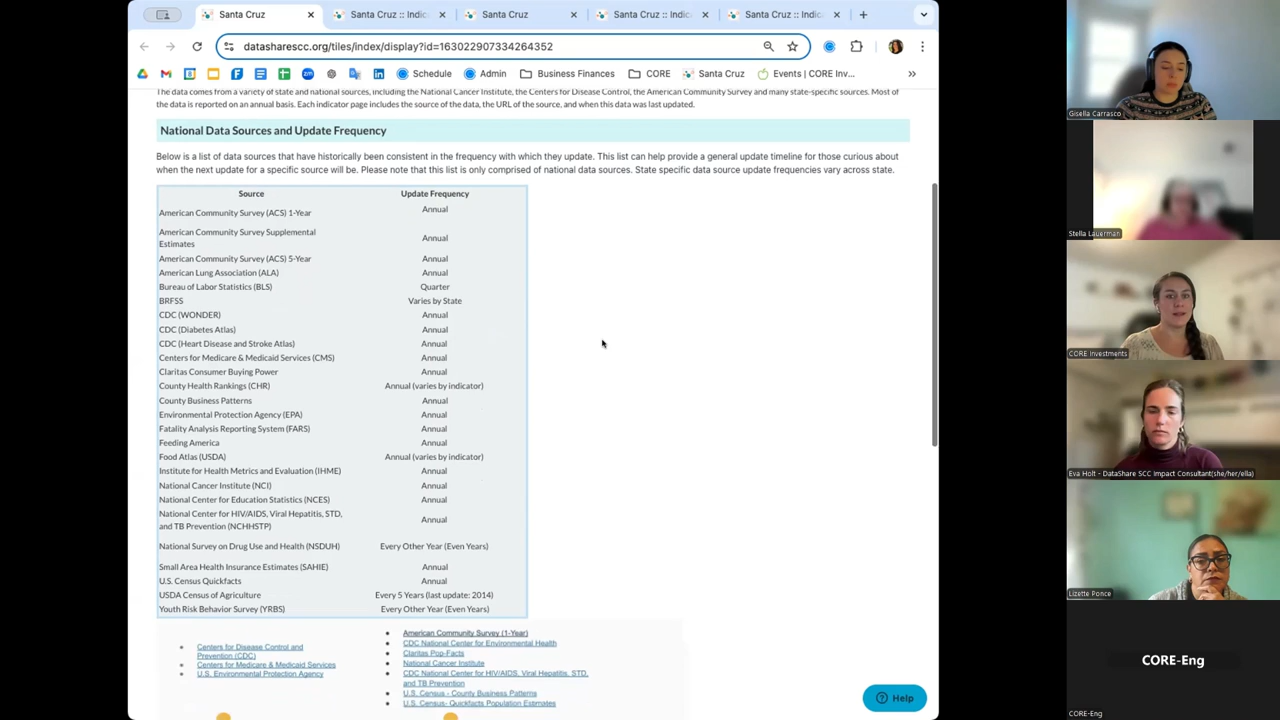 Santa Cruz
Santa Cruz :: Indic
Santa Cruz
Santa Cruz :: Indic
Santa Cruz :: Indic
datasharescc.org/tiles/index/display?id=163022907334264352
Schedule
Admin
Business Finances
CORE
Santa Cruz
Events | CORE Inv...
The data comes from a variety of state and national sources, including the National Cancer Institute, the Centers for Disease Control, the American Community Survey and many state-specific sources. Most of
the data is reported on an annual basis. Each indicator page includes the source of the data, the URL of the source, and when this data was last updated.
National Data Sources and Update Frequency
Below is a list of data sources that have historically been consistent in the frequency with which they update. This list can help provide a general update timeline for those curious about
when the next update for a specific source will be. Please note that this list is only comprised of national data sources. State specific data source update frequencies vary across state.
Source Update Frequency
American Community Survey (ACS) 1-Year Annual
American Community Survey Supplemental
Estimates Annual
American Community Survey (ACS) 5-Year Annual
American Lung Association (ALA) Annual
Bureau of Labor Statistics (BLS) Quarter
BRFSS Varies by State
CDC (WONDER) Annual
CDC (Diabetes Atlas) Annual
CDC (Heart Disease and Stroke Atlas) Annual
Centers for Medicare & Medicaid Services (CMS) Annual
Claritas Consumer Buying Power Annual
County Health Rankings (CHR) Annual (varies by indicator)
County Business Patterns Annual
Environmental Protection Agency (EPA) Annual
Fatality Analysis Reporting System (FARS) Annual
Feeding America Annual
Food Atlas (USDA) Annual (varies by indicator)
Institute for Health Metrics and Evaluation (IHME) Annual
National Cancer Institute (NCI) Annual
National Center for Education Statistics (NCES) Annual
National Center for HIV/AIDS, Viral Hepatitis, STD,
and TB Prevention (NCHHSTP) Annual
National Survey on Drug Use and Health (NSDUH) Every Other Year (Even Years)
Small Area Health Insurance Estimates (SAHIE) Annual
U.S. Census Quickfacts Annual
USDA Census of Agriculture Every 5 Years (last update: 2014)
Youth Risk Behavior Survey (YRBS) Every Other Year (Even Years)
Centers for Disease Control and
Prevention (CDC)
Centers for Medicare & Medicaid Services
U.S. Environmental Protection Agency
American Community Survey (1-Year)
CDC National Center for Environmental Health
Claritas Pop-Facts
National Cancer Institute
CDC National Center for HIV/AIDS, Viral Hepatitis, STD,
and TB Prevention
U.S. Census - County Business Patterns
U.S. Census- Quickfacts Population Estimates
Help
Gisella Carrasco
Stella Lauerman
CORE Investments
Eva Holt - DataShare SCC Impact Consultant(she/her/ella)
Lizette Ponce
CORE-Eng
CORE-Eng